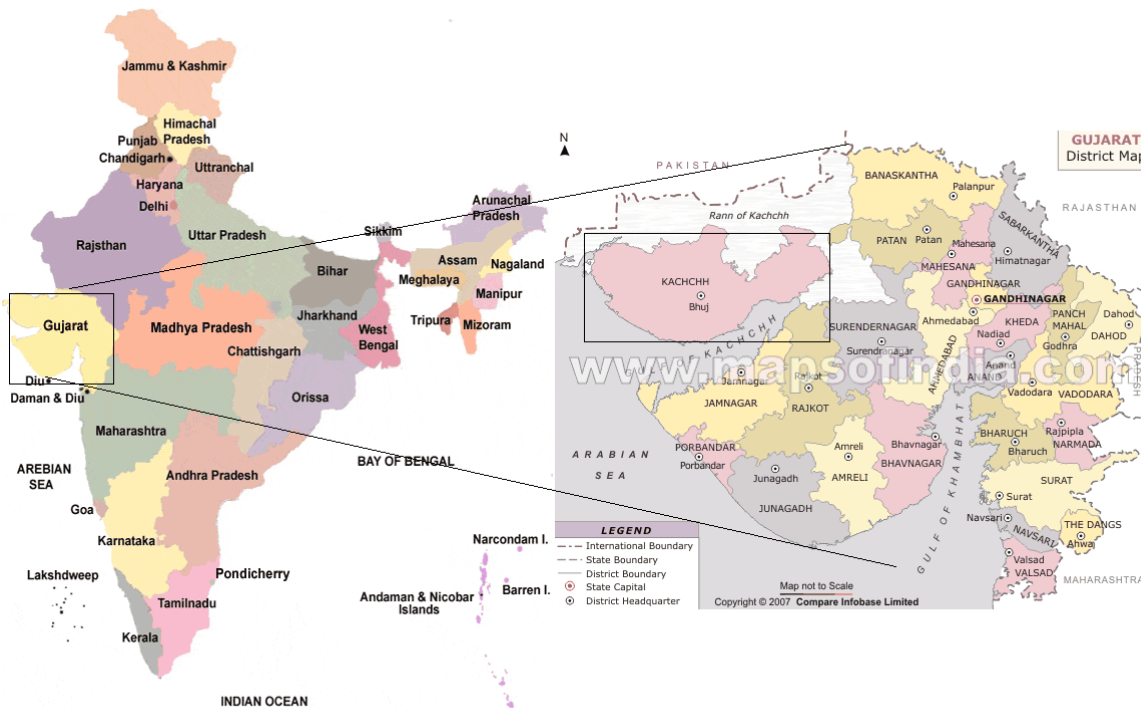 Jammu & Kashmir
Himachal
Pradesh
Punjab
Chandigarh
Uttranchal
Haryana
Delhi
Arunachal
Pradesh
Rajsthan
Uttar Pradesh
Sikkim
Assam
Nagaland
Bihar
Meghalaya
Manipur
Gujarat
Madhya Pradesh
Jharkhand
West
Bengal
Tripura
Mizoram
Chattishgarh
Diu
Daman & Diu
Orissa
Maharashtra
BAY OF BENGAL
AREBIAN
SEA
Andhra Pradesh
Goa
Karnataka
Narcondam I.
Lakshdweep
Pondicherry
Barren I.
Andaman & Nicobar
Islands
Tamilnadu
Kerala
INDIAN OCEAN
N
GUJARAT
District Map
PAKISTAN
BANASKANTHA
Palanpur
RAJASTHAN
Rann of Kachchh
SABARKANTHA
PATAN
Patan
Mahesana
Himatnagar
MAHESANA
KACHCHH
Bhuj
GANDHINAGAR
GANDHINAGAR
Ahmedabad
KHEDA
PANCH
MAHAL
Dahod
DAHOD
SURENDERNAGAR
Surendranagar
Nadiad
Godhra
GULF OF KACHCHH
AHMEDABAD
Anand
ANAND
www.mapsofindia.com
PRADESH
Jamnagar
Rajkot
Vadodara
VADODARA
JAMNAGAR
RAJKOT
PORBANDAR
Porbandar
Amreli
AMRELI
Bhavnagar
BHAVNAGAR
BHARUCH
Bharuch
Rajpipla
NARMADA
ARABIAN
SEA
Junagadh
JUNAGADH
GULF OF KHAMBHAT
SURAT
Surat
Navsari
NAVSARI
THE DANGS
Ahwa
Valsad
VALSAD
MAHARASHTRA
LEGEND
International Boundary
State Boundary
District Boundary
State Capital
District Headquarter
Map not to Scale
Copyright © 2007 Compare Infobase Limited